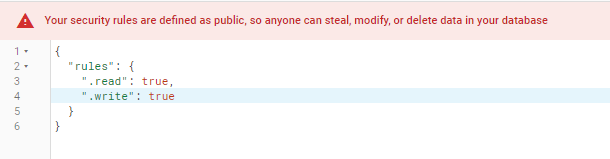 Your security rules are defined as public, so anyone can steal, modify, or delete data in your database
1 {
2 "rules": {
3 ".read": true,
4 ".write": true
5 }
6 }